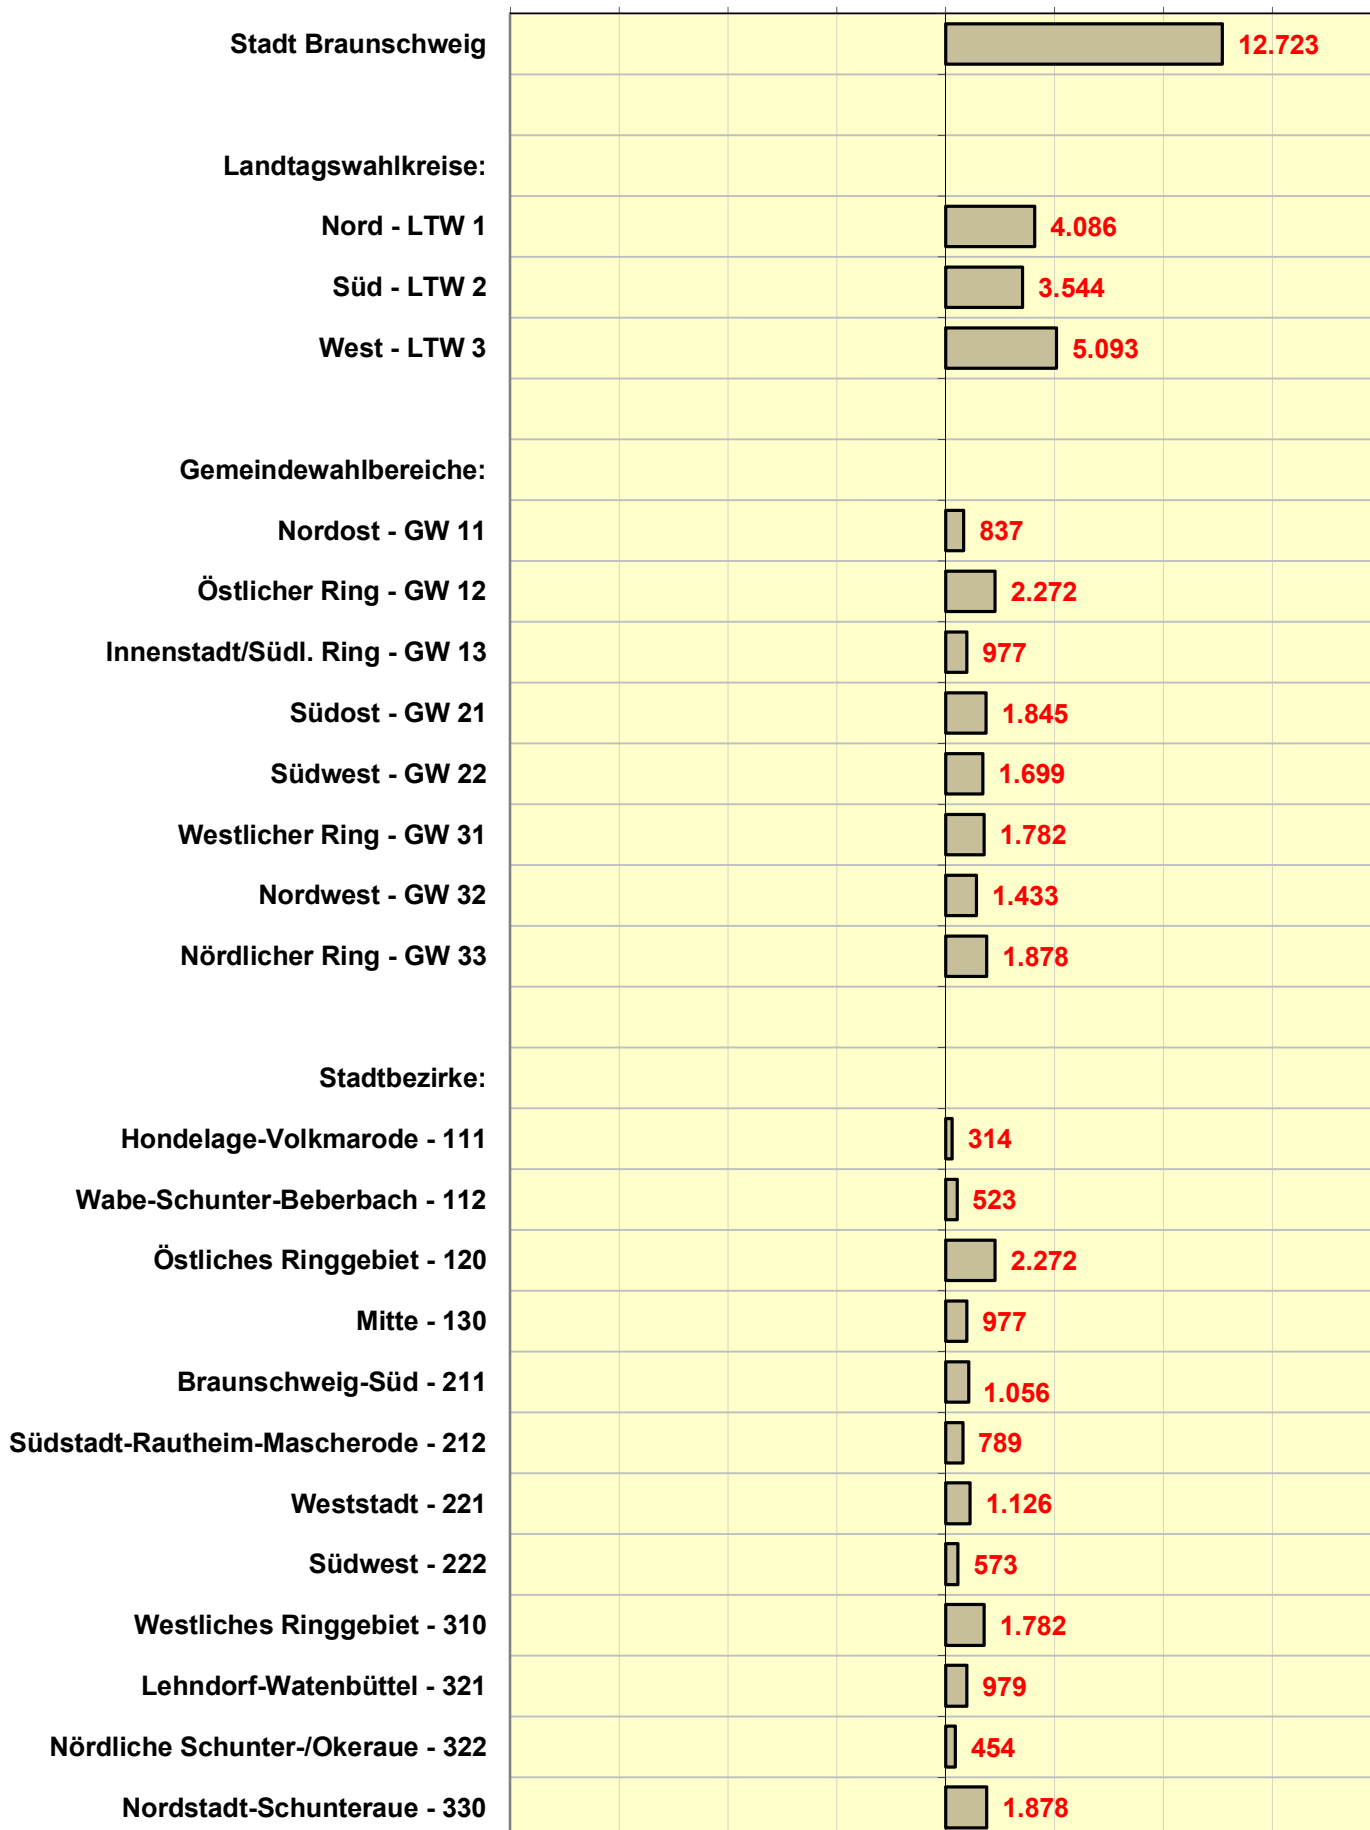 Stadt Braunschweig 12.723
Landtagswahlkreise:
Nord - LTW 1 4.086
Süd - LTW 2 3.544
West - LTW 3 5.093
Gemeindewahlbereiche:
Nordost - GW 11 837
Östlicher Ring - GW 12 2.272
Innenstadt/Südl. Ring - GW 13 977
Südost - GW 21 1.845
Südwest - GW 22 1.699
Westlicher Ring - GW 31 1.782
Nordwest - GW 32 1.433
Nördlicher Ring - GW 33 1.878
Stadtbezirke:
Hondelage-Volkmarode - 111 314
Wabe-Schunter-Beberbach - 112 523
Östliches Ringgebiet - 120 2.272
Mitte - 130 977
Braunschweig-Süd - 211 1.056
Südstadt-Rautheim-Mascherode - 212 789
Weststadt - 221 1.126
Südwest - 222 573
Westliches Ringgebiet - 310 1.782
Lehndorf-Watenbüttel - 321 979
Nördliche Schunter-/Okeraue - 322 454
Nordstadt-Schunteraue - 330 1.878